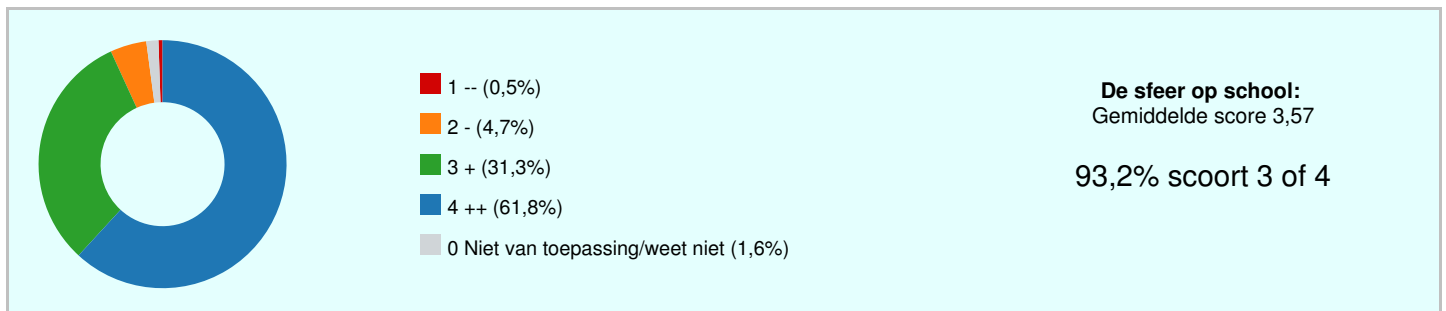 1 -- (0,5%)
2 - (4,7%)
3 + (31,3%)
4 ++ (61,8%)
0 Niet van toepassing/weet niet (1,6%)
De sfeer op school:
Gemiddelde score 3,57
93,2% scoort 3 of 4